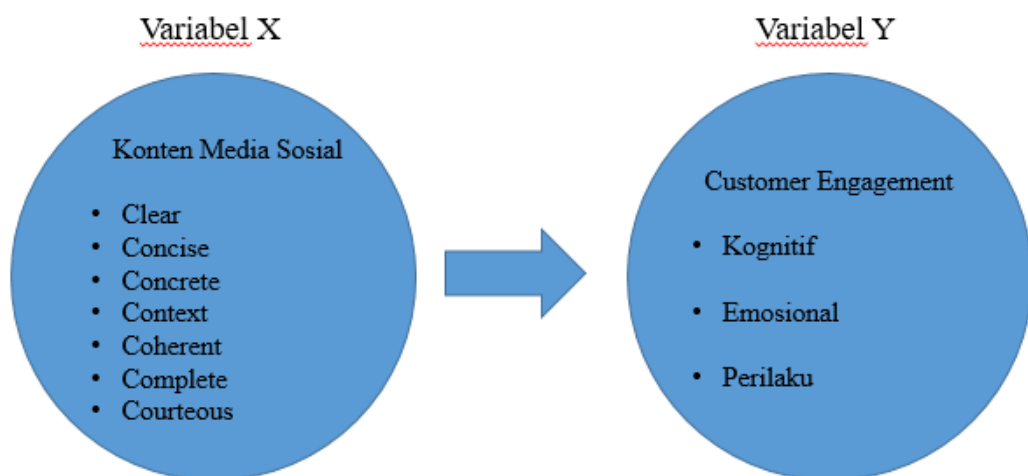 Variabel X
Konten Media Sosial
• Clear
• Concise
• Concrete
• Context
• Coherent
• Complete
• Courteous
Variabel Y
Customer Engagement
• Kognitif
• Emosional
• Perilaku